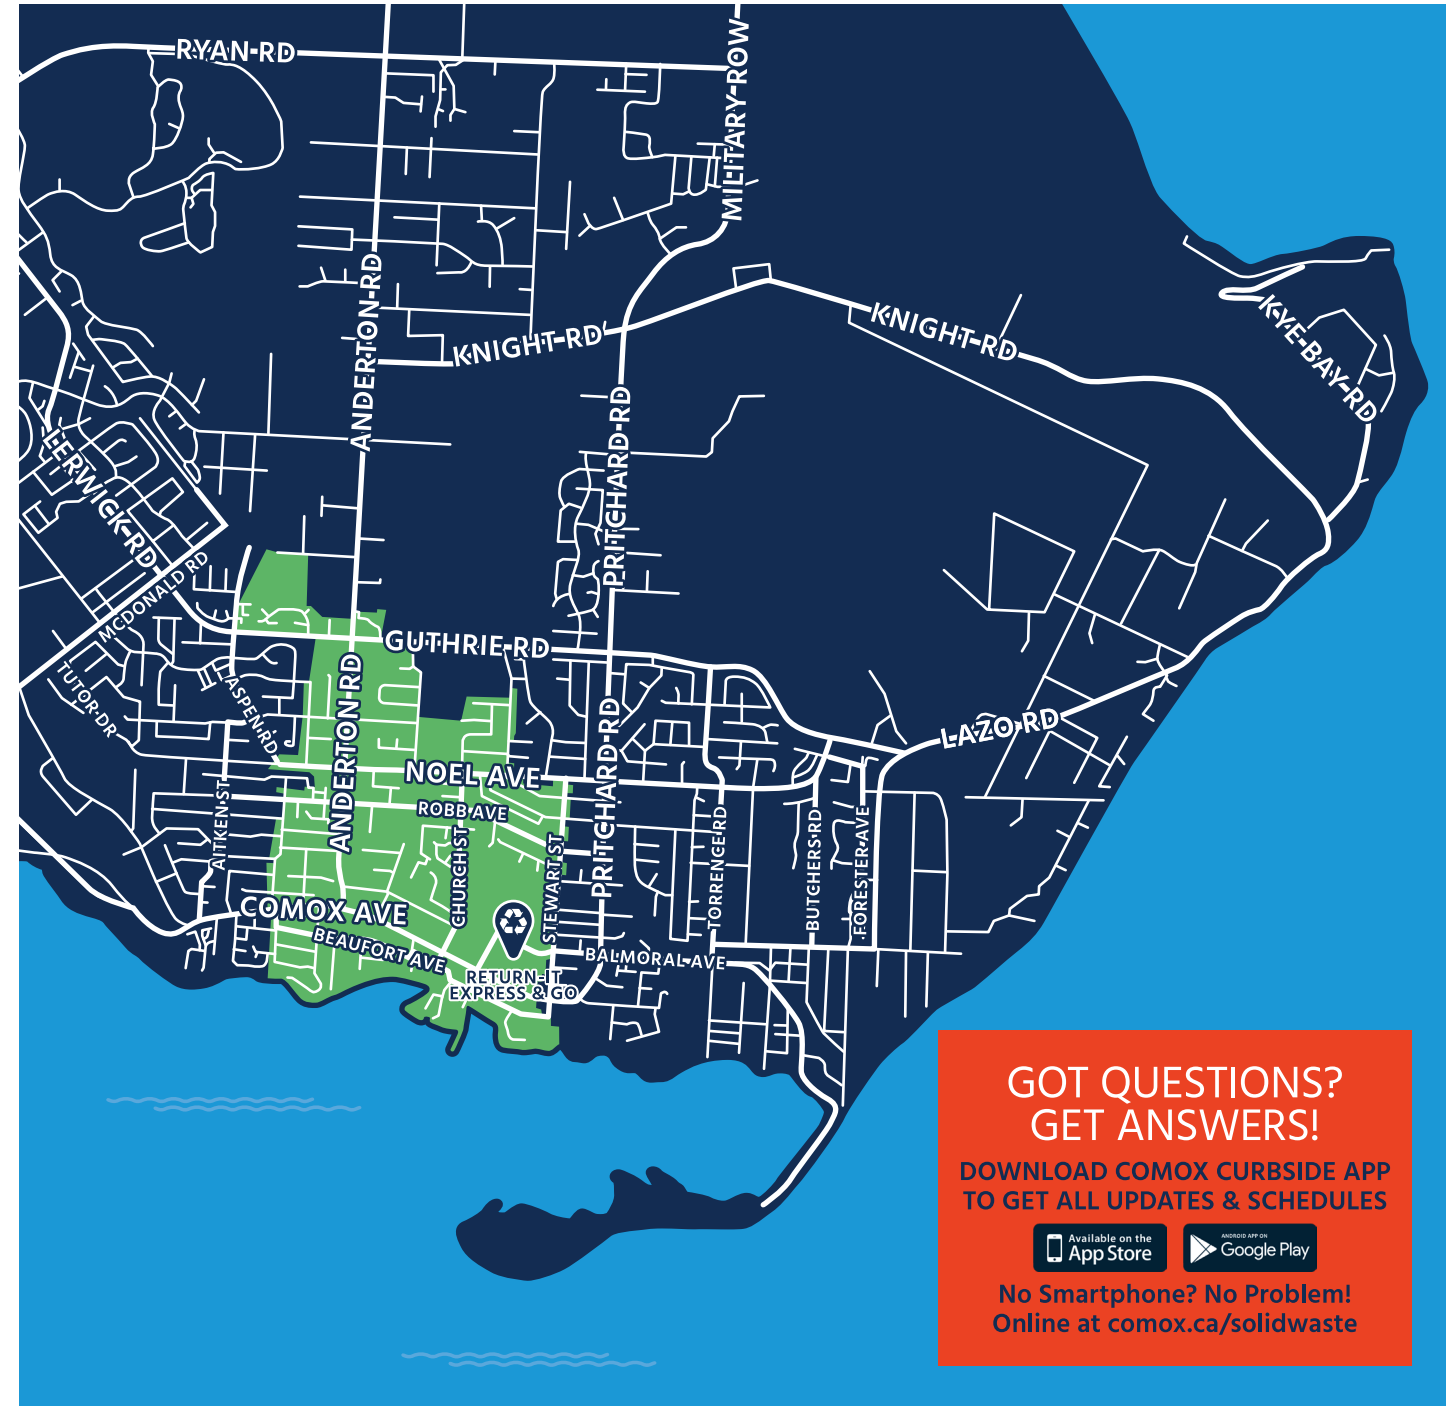 RYAN RD
MILITARY ROW
ANDERTON RD
KNIGHT RD
KNIGHT RD
KYE BAY RD
PRITCHARD RD
LERWICK RD
MCDONALD RD
GUTHRIE RD
TUTOR DR
ASPEN RD
ANDERTON RD
PRITCHARD RD
LAZO RD
NOEL AVE
ROBB AVE
AITKEN ST
CHURCH ST
STEWART ST
TORRENCE RD
BUTCHERS RD
FORESTER AVE
COMOX AVE
BEAUFORT AVE
BALMORAL AVE
RETURN-IT
EXPRESS & GO
GOT QUESTIONS?
GET ANSWERS!
DOWNLOAD COMOX CURBSIDE APP
TO GET ALL UPDATES & SCHEDULES
Available on the
App Store
ANDROID APP ON
Google Play
No Smartphone? No Problem!
Online at comox.ca/solidwaste